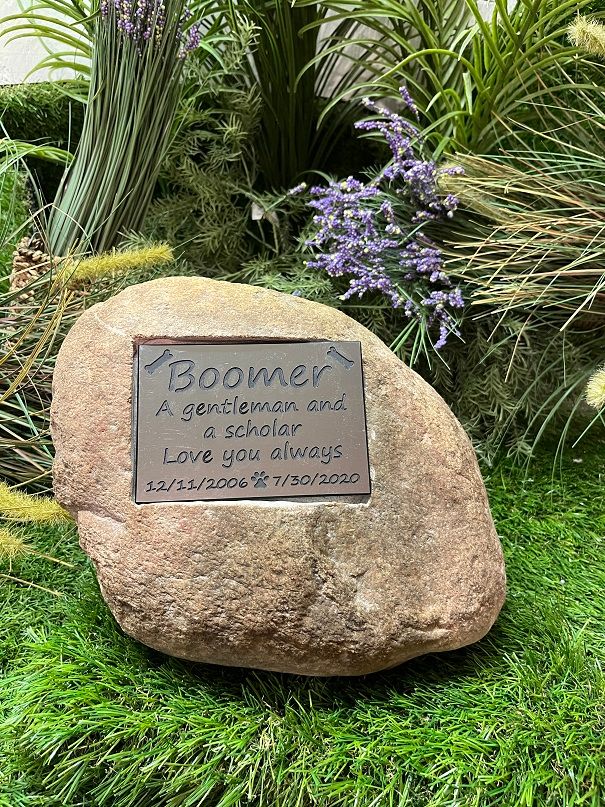 Boomer
A gentleman and
a scholar
Love you always
12/11/2006 7/30/2020